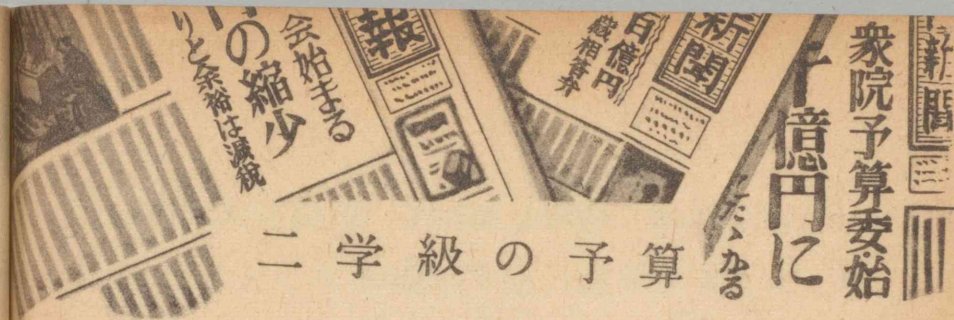 新聞
衆院予算委始
千億円に
たゝかる
新聞
百億円
蔵相答弁
報
会始まる
の縮少
りと余裕は減税
二 学級の予算